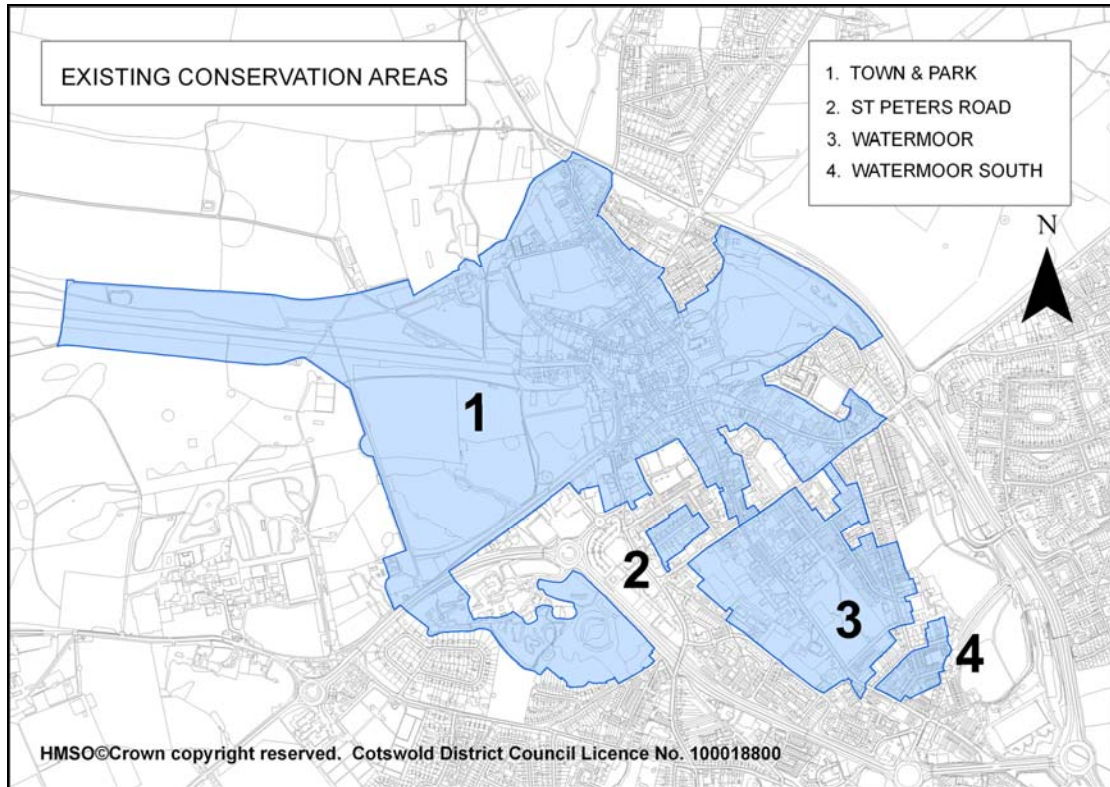 EXISTING CONSERVATION AREAS
1. TOWN & PARK
2. ST PETERS ROAD
3. WATERMOOR
4. WATERMOOR SOUTH
N
1
2
3
4
HMSO©Crown copyright reserved. Cotswold District Council Licence No. 100018800